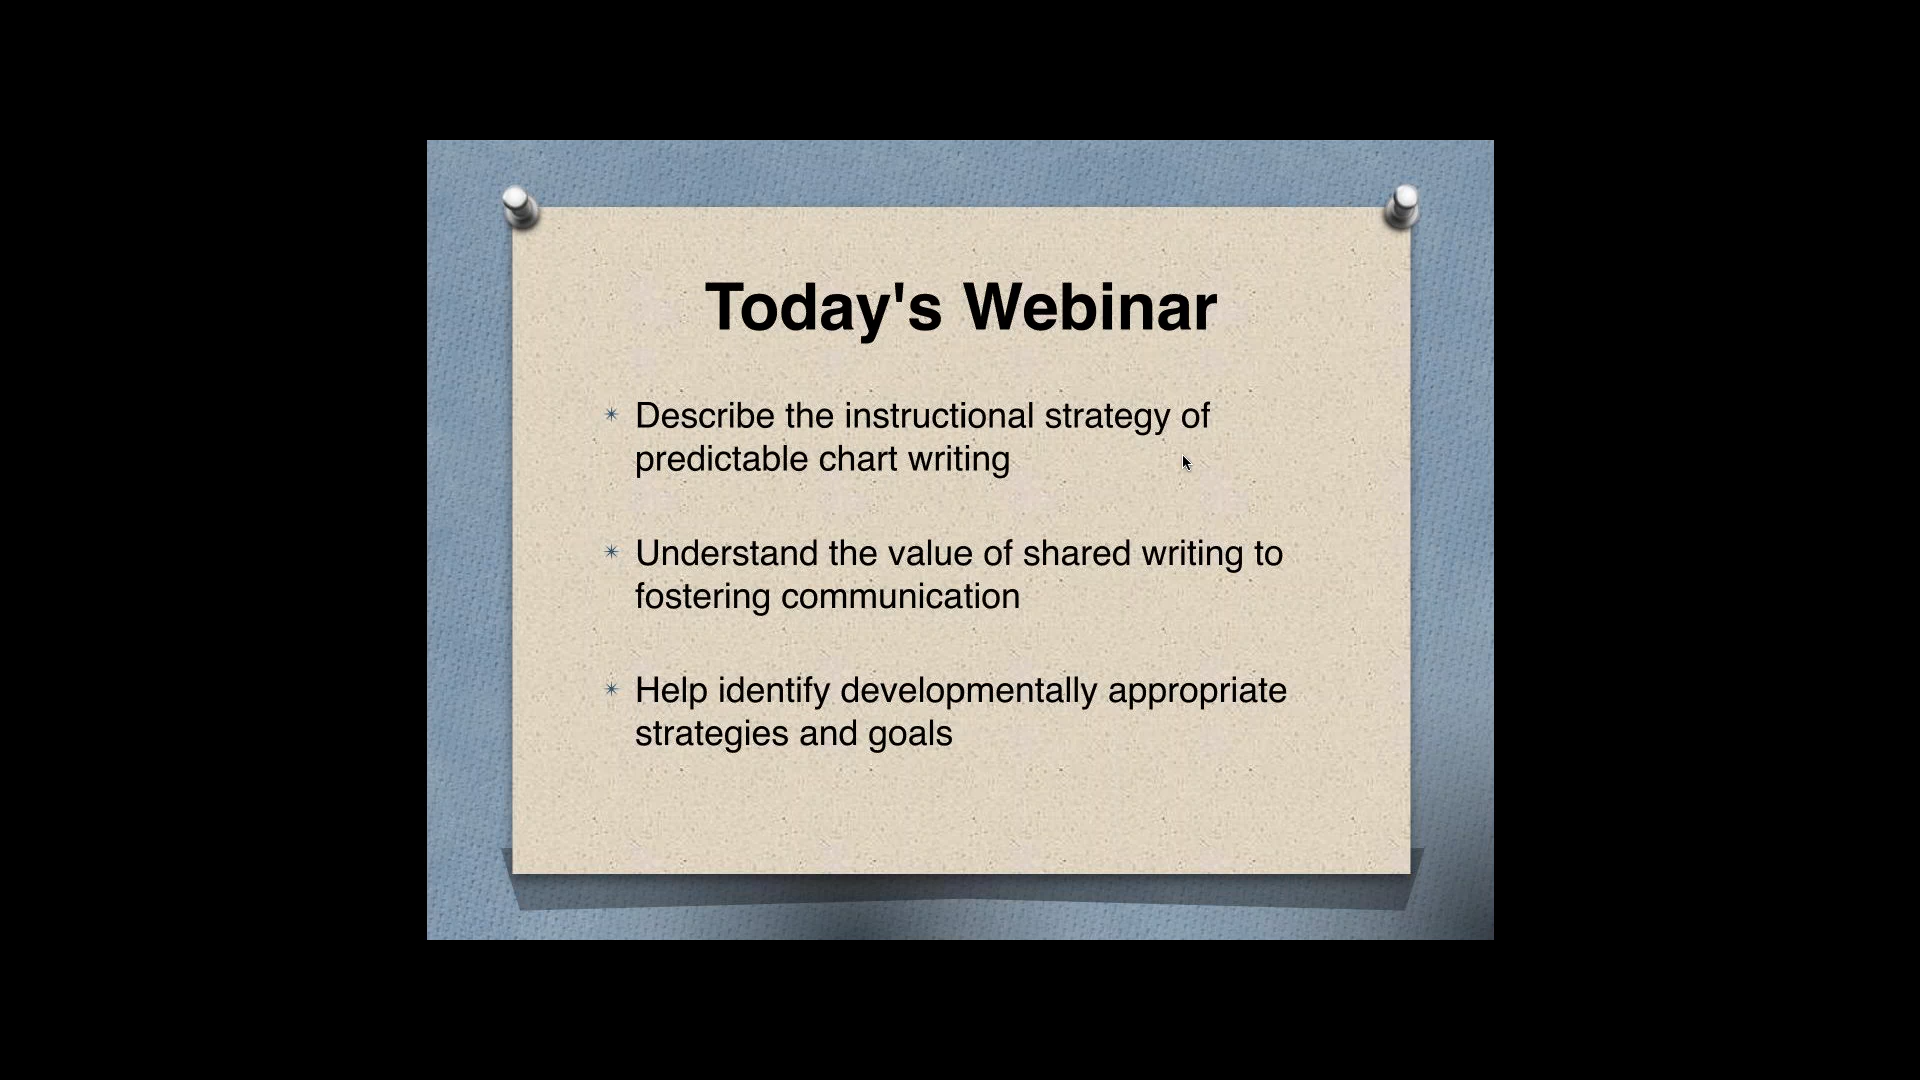 Today's Webinar
Describe the instructional strategy of
predictable chart writing
Understand the value of shared writing to
fostering communication
Help identify developmentally appropriate
strategies and goals